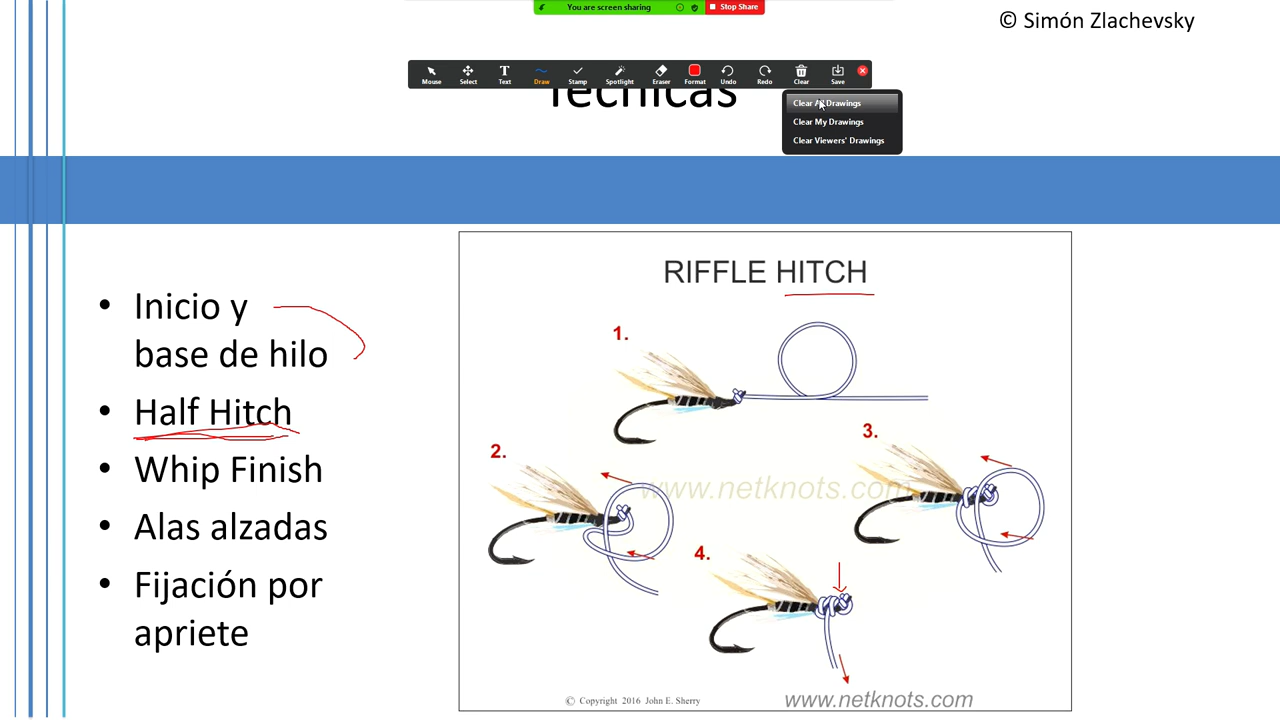 You are screen sharing
Stop Share
© Simón Zlachevsky
Mouse
Select
Text
Draw
Stamp
Spotlight
Eraser
Format
Undo
Redo
Clear
Save
Técnicas
Clear All Drawings
Clear My Drawings
Clear Viewers' Drawings
• Inicio y
base de hilo
• Half Hitch
• Whip Finish
• Alas alzadas
• Fijación por
apriete
RIFFLE HITCH
1.
2.
3.
www.netknots.com
4.
© Copyright 2016 John E. Sherry
www.netknots.com